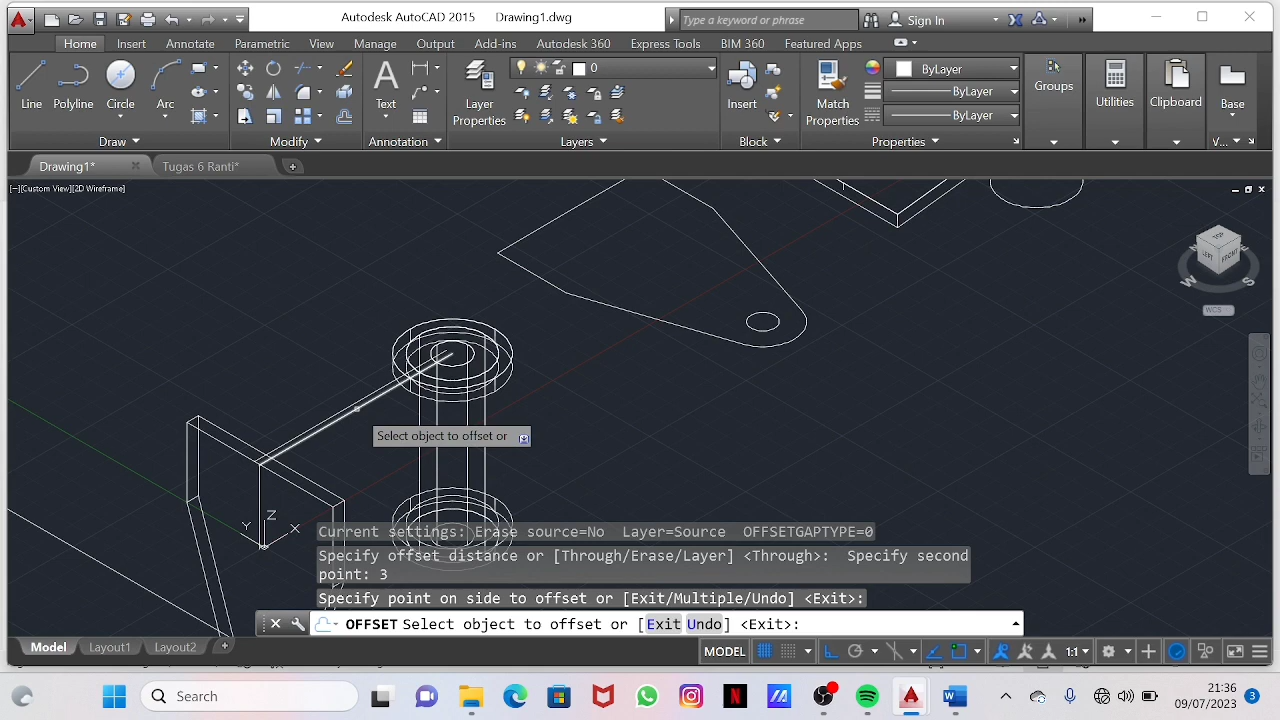 Autodesk AutoCAD 2015 Drawing1.dwg
Type a keyword or phrase
Sign In
Home Insert Annotate Parametric View Manage Output Add-ins Autodesk 360 Express Tools BIM 360 Featured Apps
0
ByLayer
ByLayer
ByLayer
Line Polyline Circle Arc
Text
Layer
Properties
Insert
Match
Properties
Groups Utilities Clipboard Base
Draw Modify Annotation Layers Block Properties V...
Drawing1* Tugas 6 Ranti*
[−][Custom View][2D Wireframe]
TOP
FRONT
W S
WCS
Select object to offset or
Y Z X
Current settings: Erase source=No Layer=Source OFFSETGAPTYPE=0
Specify offset distance or [Through/Erase/Layer] <Through>: Specify second
point: 3
Specify point on side to offset or [Exit/Multiple/Undo] <Exit>:
OFFSET Select object to offset or [Exit Undo] <Exit>:
Model Layout1 Layout2
MODEL 1:1
Search
21:36
09/07/2023
3